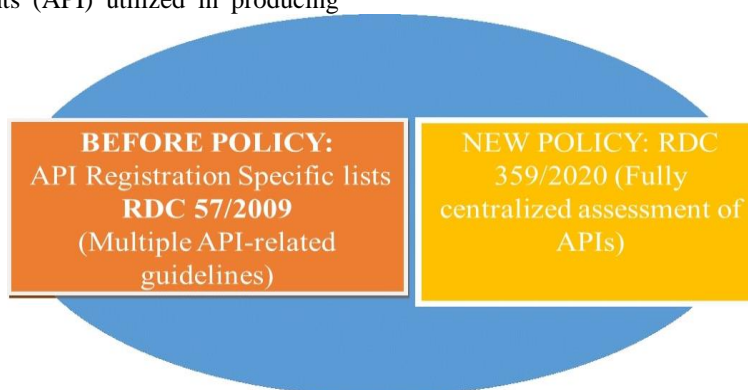 nts (API) utilized in producing
BEFORE POLICY:
API Registration Specific lists
RDC 57/2009
(Multiple API-related
guidelines)
NEW POLICY: RDC
359/2020 (Fully
centralized assessment of
APIs)